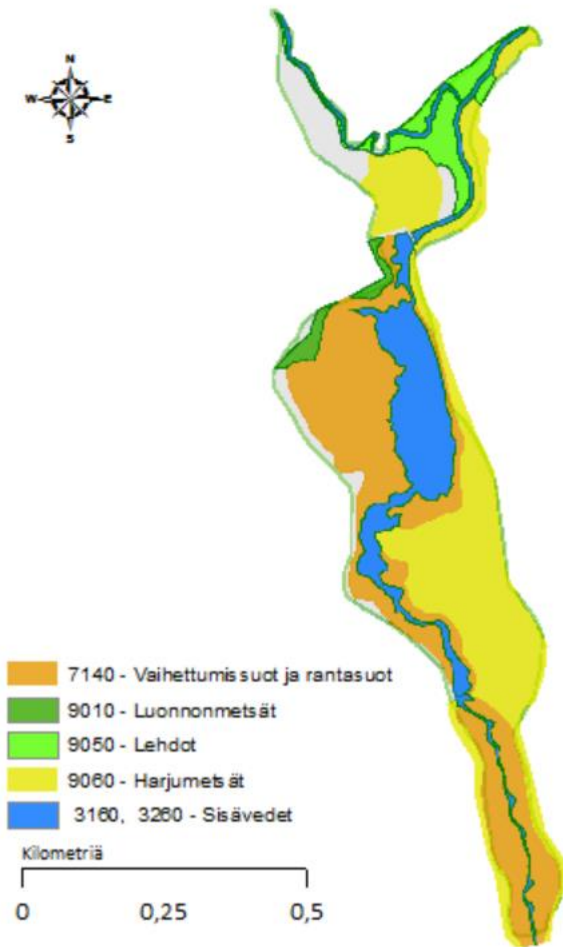 N
W E
S
7140 - Vaihettumissuot ja rantasuot
9010 - Luonnonmetsät
9050 - Lehdot
9060 - Harjumetsät
3160, 3260 - Sisävedet
Kilometriä
0 0,25 0,5